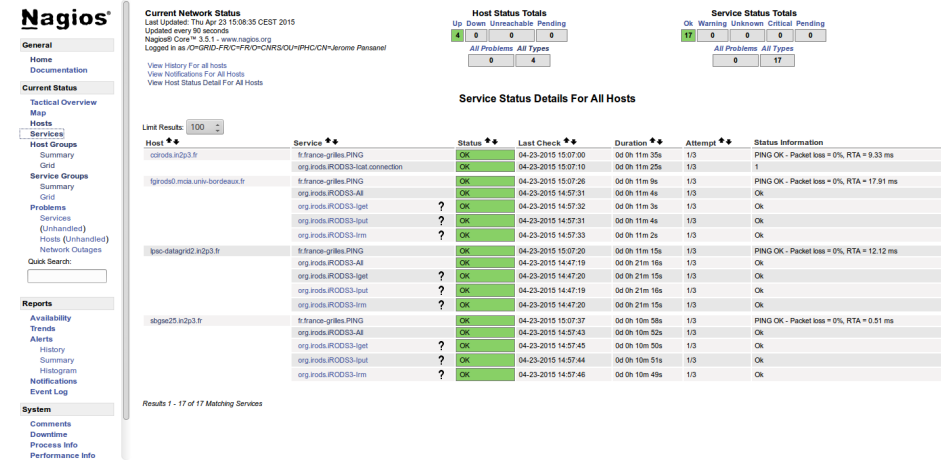 Nagios®
General
Home
Documentation
Current Status
Tactical Overview
Map
Hosts
Services
Host Groups
Summary
Grid
Service Groups
Summary
Grid
Problems
Services
(Unhandled)
Hosts (Unhandled)
Network Outages
Quick Search:
Reports
Availability
Trends
Alerts
History
Summary
Histogram
Notifications
Event Log
System
Comments
Downtime
Process Info
Performance Info
Current Network Status
Last Updated: Thu Apr 23 15:08:35 CEST 2015
Updated every 90 seconds
Nagios® Core™ 3.5.1 - www.nagios.org
Logged in as /O=GRID-FR/C=FR/O=CNRS/OU=IPHC/CN=Jerome Pansanel
View History For all hosts
View Notifications For All Hosts
View Host Status Detail For All Hosts
Host Status Totals
Up Down Unreachable Pending
4 0 0 0
All Problems All Types
0 4
Service Status Totals
Ok Warning Unknown Critical Pending
17 0 0 0 0
All Problems All Types
0 17
Service Status Details For All Hosts
Limit Results: 100
Host Service Status Last Check Duration Attempt Status Information
ccirods.in2p3.fr fr.france-grilles.PING OK 04-23-2015 15:07:00 0d 0h 11m 35s 1/3 PING OK - Packet loss = 0%, RTA = 9.33 ms
org.irods.iRODS3-Icat.connection OK 04-23-2015 15:07:10 0d 0h 11m 25s 1/3 1
fgirods0.mcia.univ-bordeaux.fr fr.france-grilles.PING OK 04-23-2015 15:07:26 0d 0h 11m 9s 1/3 PING OK - Packet loss = 0%, RTA = 17.91 ms
org.irods.iRODS3-All OK 04-23-2015 14:57:31 0d 0h 11m 4s 1/3 Ok
org.irods.iRODS3-Iget ? OK 04-23-2015 14:57:32 0d 0h 11m 3s 1/3 Ok
org.irods.iRODS3-Iput ? OK 04-23-2015 14:57:31 0d 0h 11m 4s 1/3 Ok
org.irods.iRODS3-Irm ? OK 04-23-2015 14:57:33 0d 0h 11m 2s 1/3 Ok
lpsc-datagrid2.in2p3.fr fr.france-grilles.PING OK 04-23-2015 15:07:20 0d 0h 11m 15s 1/3 PING OK - Packet loss = 0%, RTA = 12.12 ms
org.irods.iRODS3-All OK 04-23-2015 14:47:19 0d 0h 21m 16s 1/3 Ok
org.irods.iRODS3-Iget ? OK 04-23-2015 14:47:20 0d 0h 21m 15s 1/3 Ok
org.irods.iRODS3-Iput ? OK 04-23-2015 14:47:19 0d 0h 21m 16s 1/3 Ok
org.irods.iRODS3-Irm ? OK 04-23-2015 14:47:20 0d 0h 21m 15s 1/3 Ok
sbgse25.in2p3.fr fr.france-grilles.PING OK 04-23-2015 15:07:37 0d 0h 10m 58s 1/3 PING OK - Packet loss = 0%, RTA = 0.51 ms
org.irods.iRODS3-All OK 04-23-2015 14:57:43 0d 0h 10m 52s 1/3 Ok
org.irods.iRODS3-Iget ? OK 04-23-2015 14:57:45 0d 0h 10m 50s 1/3 Ok
org.irods.iRODS3-Iput ? OK 04-23-2015 14:57:44 0d 0h 10m 51s 1/3 Ok
org.irods.iRODS3-Irm ? OK 04-23-2015 14:57:46 0d 0h 10m 49s 1/3 Ok
Results 1 - 17 of 17 Matching Services